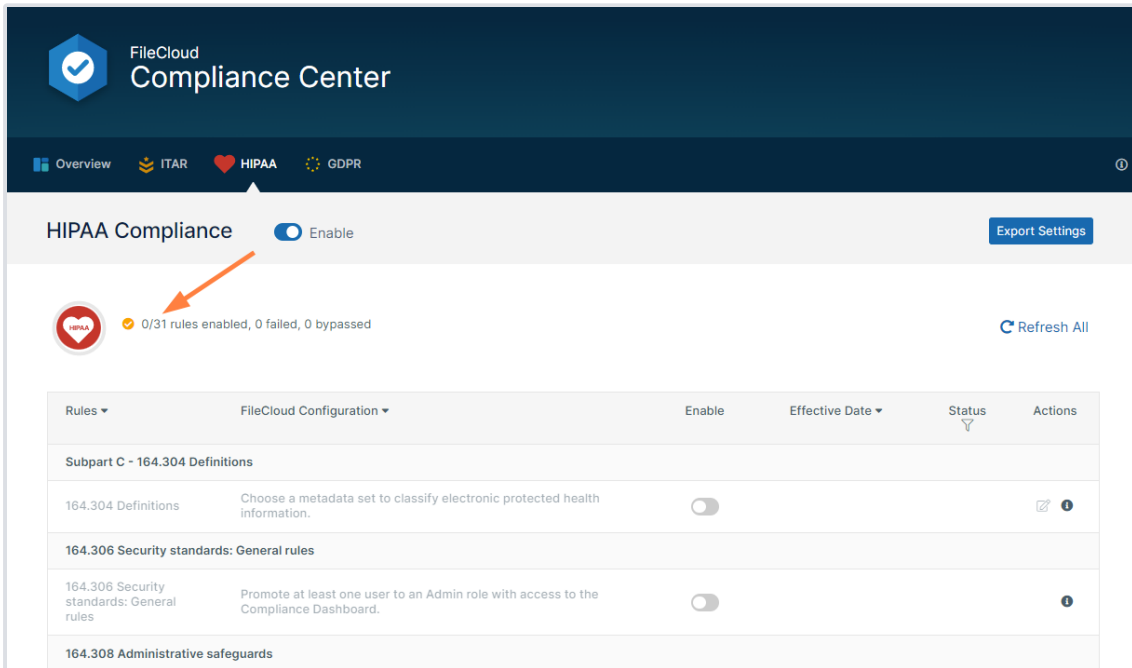 FileCloud
Compliance Center
Overview ITAR HIPAA GDPR
HIPAA Compliance Enable Export Settings
HIPAA 0/31 rules enabled, 0 failed, 0 bypassed Refresh All
Rules FileCloud Configuration Enable Effective Date Status Actions
Subpart C - 164.304 Definitions
164.304 Definitions Choose a metadata set to classify electronic protected health
information.
164.306 Security standards: General rules
164.306 Security
standards: General
rules
Promote at least one user to an Admin role with access to the
Compliance Dashboard.
164.308 Administrative safeguards